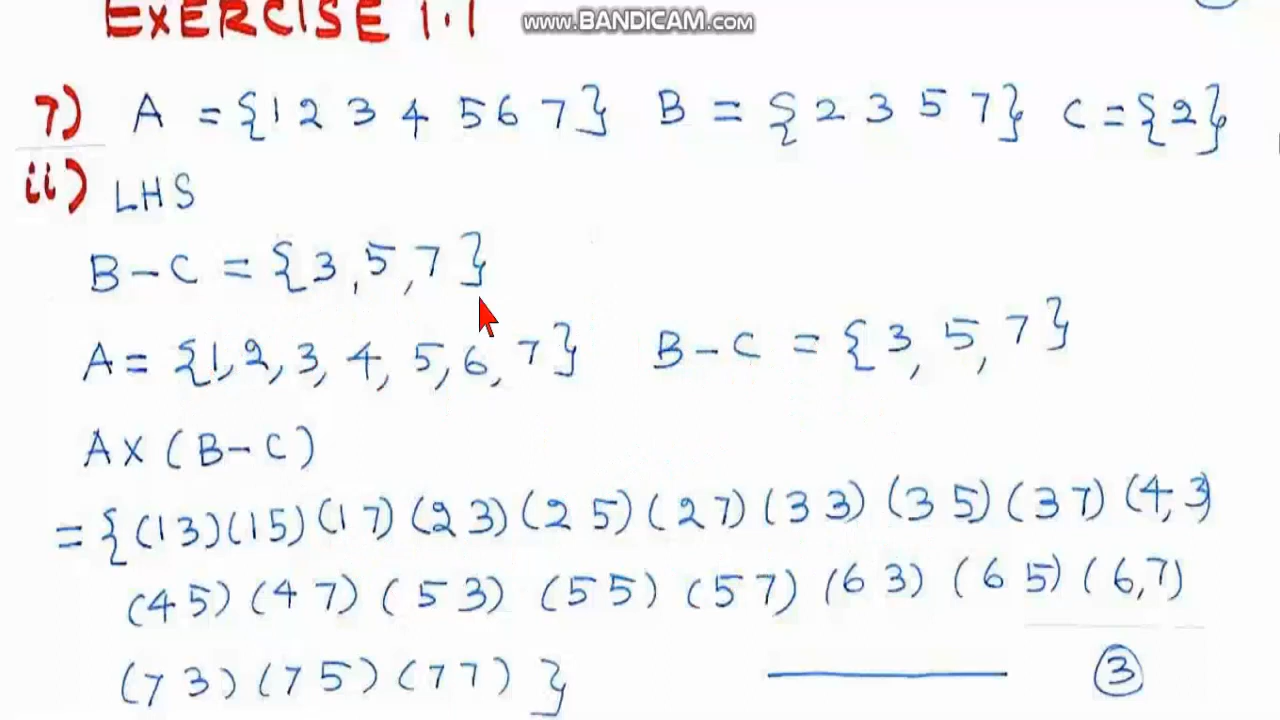 EXERCISE 1.1
www.BANDICAM.com
7) A = {1 2 3 4 5 6 7} B = {2 3 5 7} C = {2}
ii) LHS
B - C = {3, 5, 7}
A = {1, 2, 3, 4, 5, 6, 7} B - C = {3, 5, 7}
A x (B - C)
= {(1 3) (1 5) (1 7) (2 3) (2 5) (2 7) (3 3) (3 5) (3 7) (4, 3)
(4 5) (4 7) (5 3) (5 5) (5 7) (6 3) (6 5) (6,7)
(7 3) (7 5) (7 7) } ——— ③